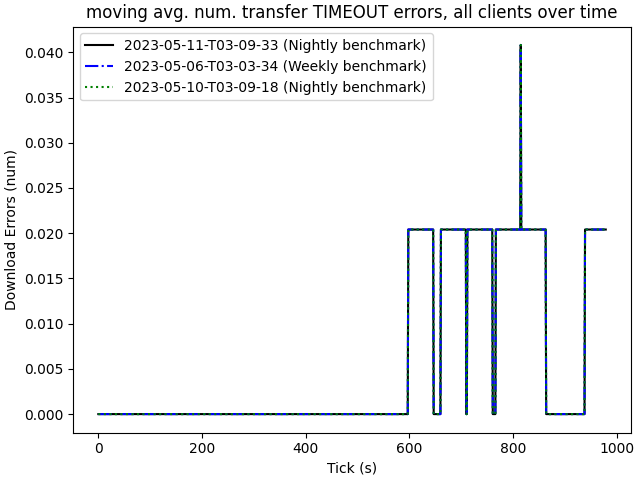 moving avg. num. transfer TIMEOUT errors, all clients over time
2023-05-11-T03-09-33 (Nightly benchmark)
2023-05-06-T03-03-34 (Weekly benchmark)
2023-05-10-T03-09-18 (Nightly benchmark)
Download Errors (num)
0.040
0.035
0.030
0.025
0.020
0.015
0.010
0.005
0.000
0 200 400 600 800 1000
Tick (s)